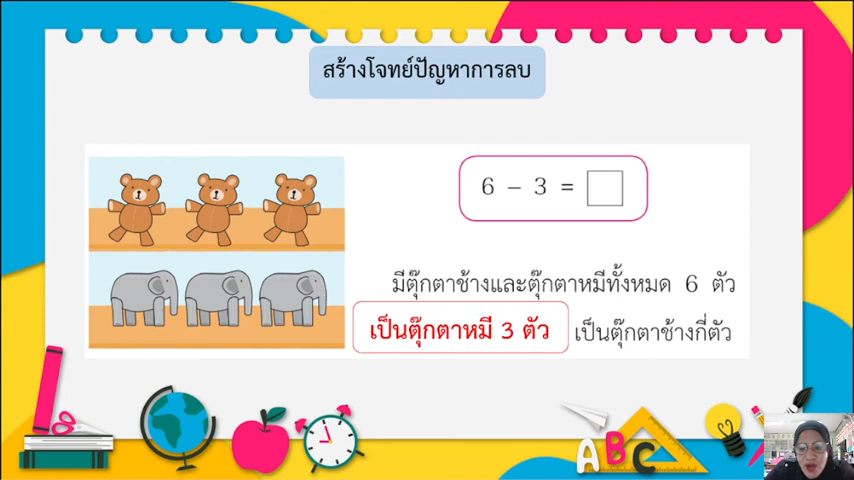 สร้างโจทย์ปัญหาการลบ
6 – 3 =
มีตุ๊กตาช้างและตุ๊กตาหมีทั้งหมด 6 ตัว
เป็นตุ๊กตาหมี 3 ตัว เป็นตุ๊กตาช้างกี่ตัว
ABC